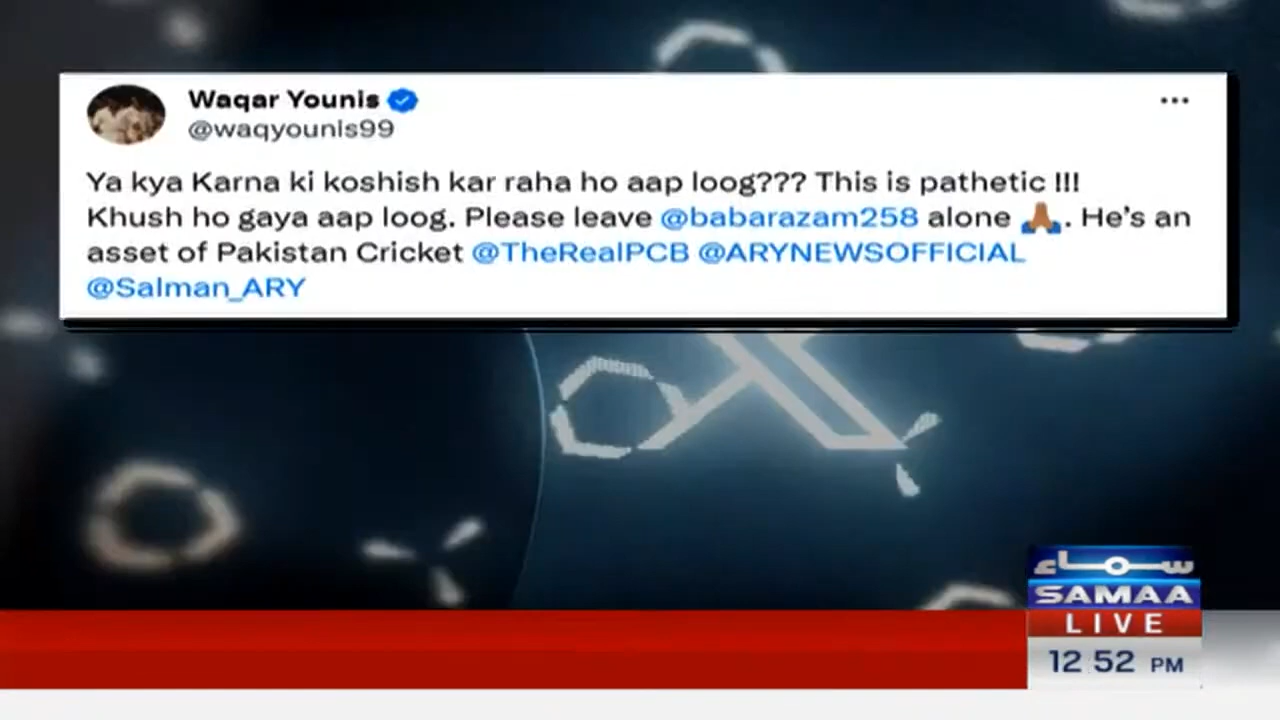 Waqar Younis
@waqyounis99
Ya kya Karna ki koshish kar raha ho aap loog??? This is pathetic !!!
Khush ho gaya aap loog. Please leave @babarazam258 alone 🙏🏽. He's an
asset of Pakistan Cricket @TheRealPCB @ARYNEWSOFFICIAL
@Salman_ARY
سماء
SAMAA
LIVE
12 52 PM